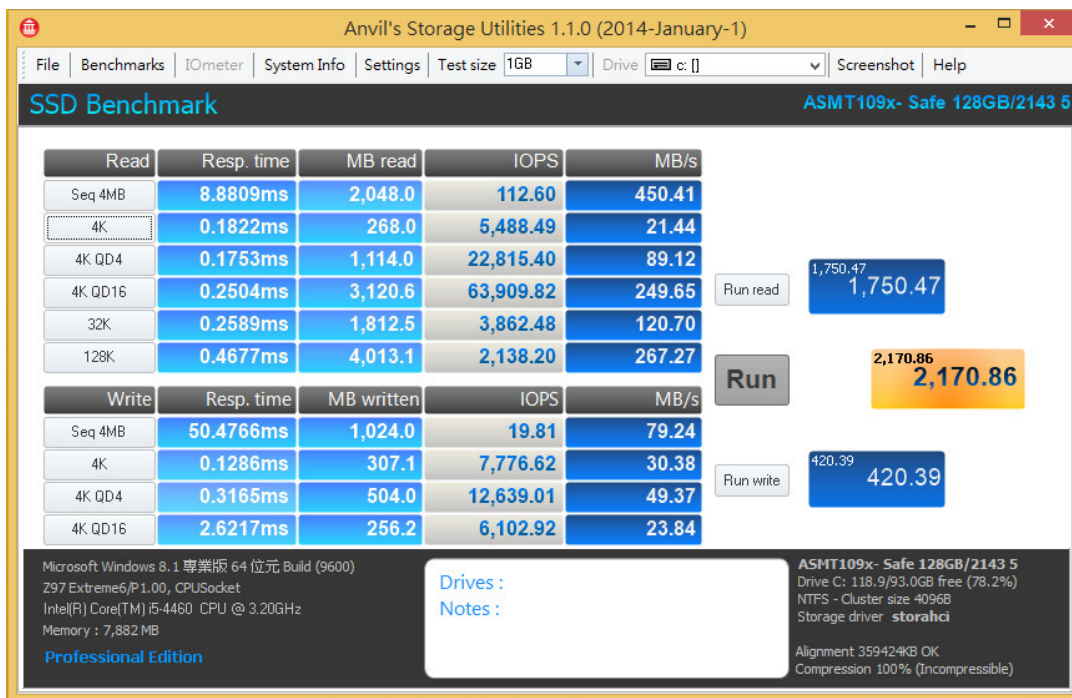 Anvil's Storage Utilities 1.1.0 (2014-January-1)
File Benchmarks IOmeter System Info Settings Test size 1GB Drive c: [] Screenshot Help
SSD Benchmark ASMT109x- Safe 128GB/2143 5
Read Resp. time MB read IOPS MB/s
Seq 4MB 8.8809ms 2,048.0 112.60 450.41
4K 0.1822ms 268.0 5,488.49 21.44
4K QD4 0.1753ms 1,114.0 22,815.40 89.12
4K QD16 0.2504ms 3,120.6 63,909.82 249.65
32K 0.2589ms 1,812.5 3,862.48 120.70
128K 0.4677ms 4,013.1 2,138.20 267.27
Run read 1,750.47
1,750.47
Run 2,170.86
2,170.86
Write Resp. time MB written IOPS MB/s
Seq 4MB 50.4766ms 1,024.0 19.81 79.24
4K 0.1286ms 307.1 7,776.62 30.38
4K QD4 0.3165ms 504.0 12,639.01 49.37
4K QD16 2.6217ms 256.2 6,102.92 23.84
Run write 420.39
420.39
Microsoft Windows 8.1 專業版 64 位元 Build (9600)
Z97 Extreme6/P1.00, CPUSocket
Intel(R) Core(TM) i5-4460 CPU @ 3.20GHz
Memory : 7,882 MB
Professional Edition
Drives :
Notes :
ASMT109x- Safe 128GB/2143 5
Drive C: 118.9/93.0GB free (78.2%)
NTFS - Cluster size 4096B
Storage driver storahci
Alignment 359424KB OK
Compression 100% (Incompressible)